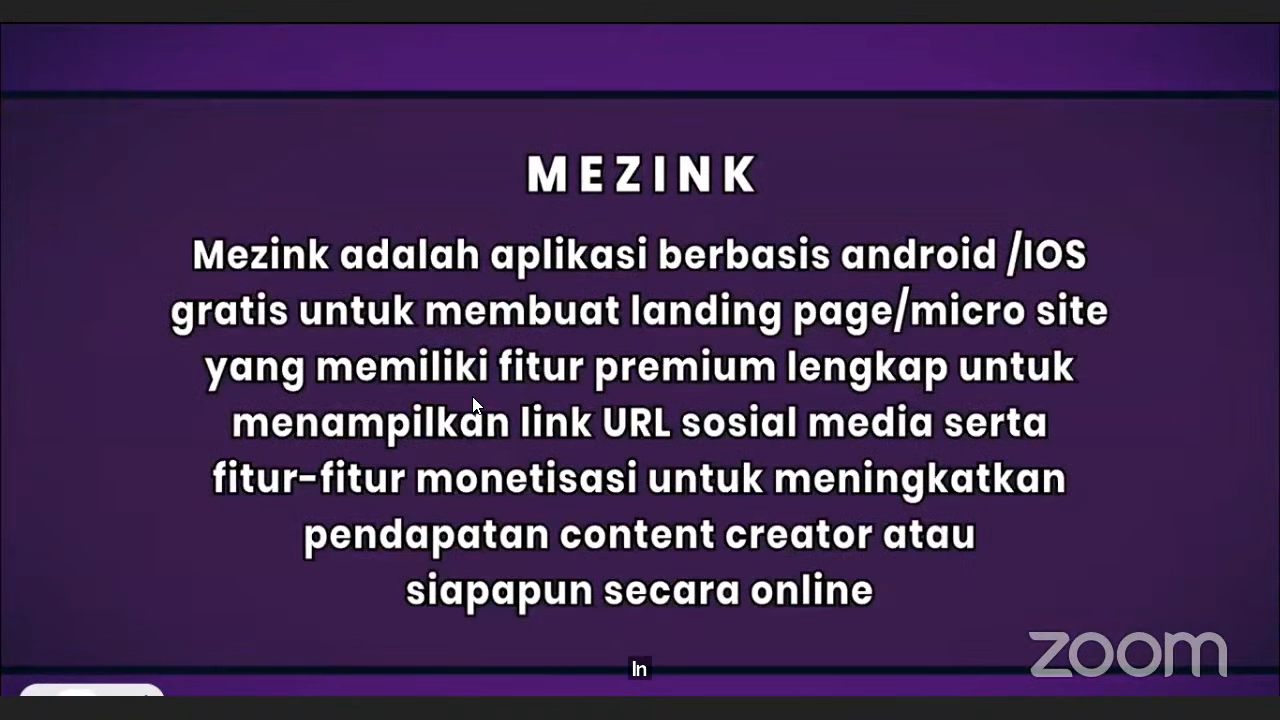 MEZINK
Mezink adalah aplikasi berbasis android /IOS
gratis untuk membuat landing page/micro site
yang memiliki fitur premium lengkap untuk
menampilkan link URL sosial media serta
fitur-fitur monetisasi untuk meningkatkan
pendapatan content creator atau
siapapun secara online
zoom
In